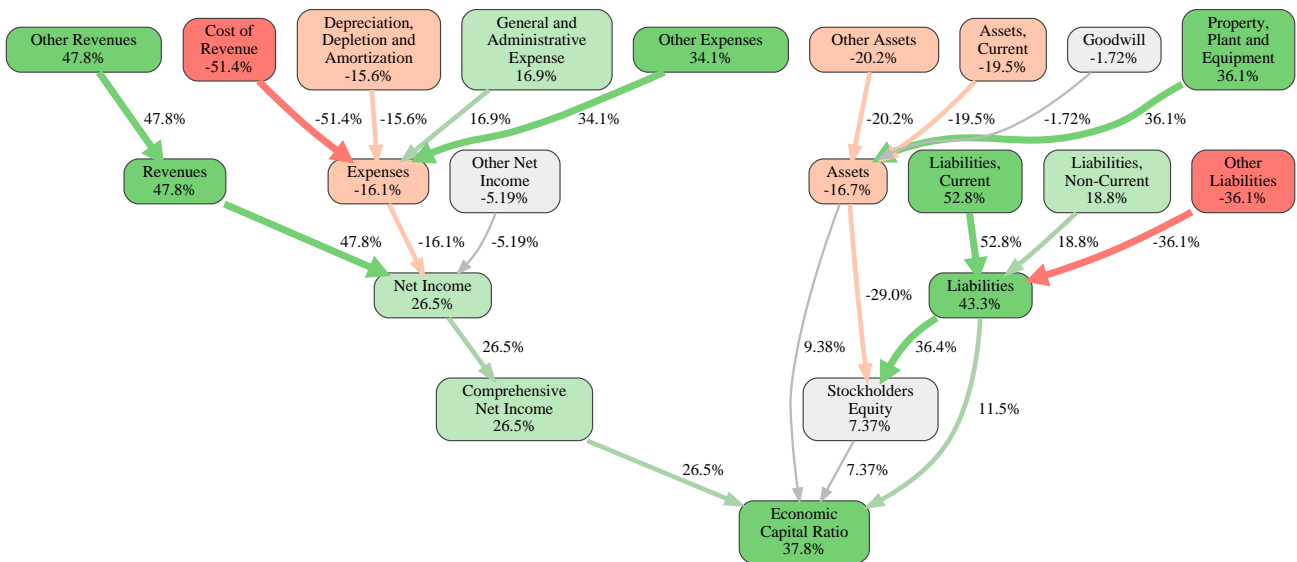 Other Revenues
47.8%
Cost of
Revenue
-51.4%
Depreciation,
Depletion and
Amortization
-15.6%
General and
Administrative
Expense
16.9%
Other Expenses
34.1%
Other Assets
-20.2%
Assets,
Current
-19.5%
Goodwill
-1.72%
Property,
Plant and
Equipment
36.1%
47.8%
-51.4%
-15.6%
16.9%
34.1%
-20.2%
-19.5%
-1.72%
36.1%
Revenues
47.8%
Expenses
-16.1%
Other Net
Income
-5.19%
Assets
-16.7%
Liabilities,
Current
52.8%
Liabilities,
Non-Current
18.8%
Other
Liabilities
-36.1%
47.8%
-16.1%
-5.19%
52.8%
18.8%
-36.1%
Net Income
26.5%
-29.0%
Liabilities
43.3%
26.5%
9.38%
36.4%
Comprehensive
Net Income
26.5%
Stockholders
Equity
7.37%
11.5%
26.5%
7.37%
Economic
Capital Ratio
37.8%